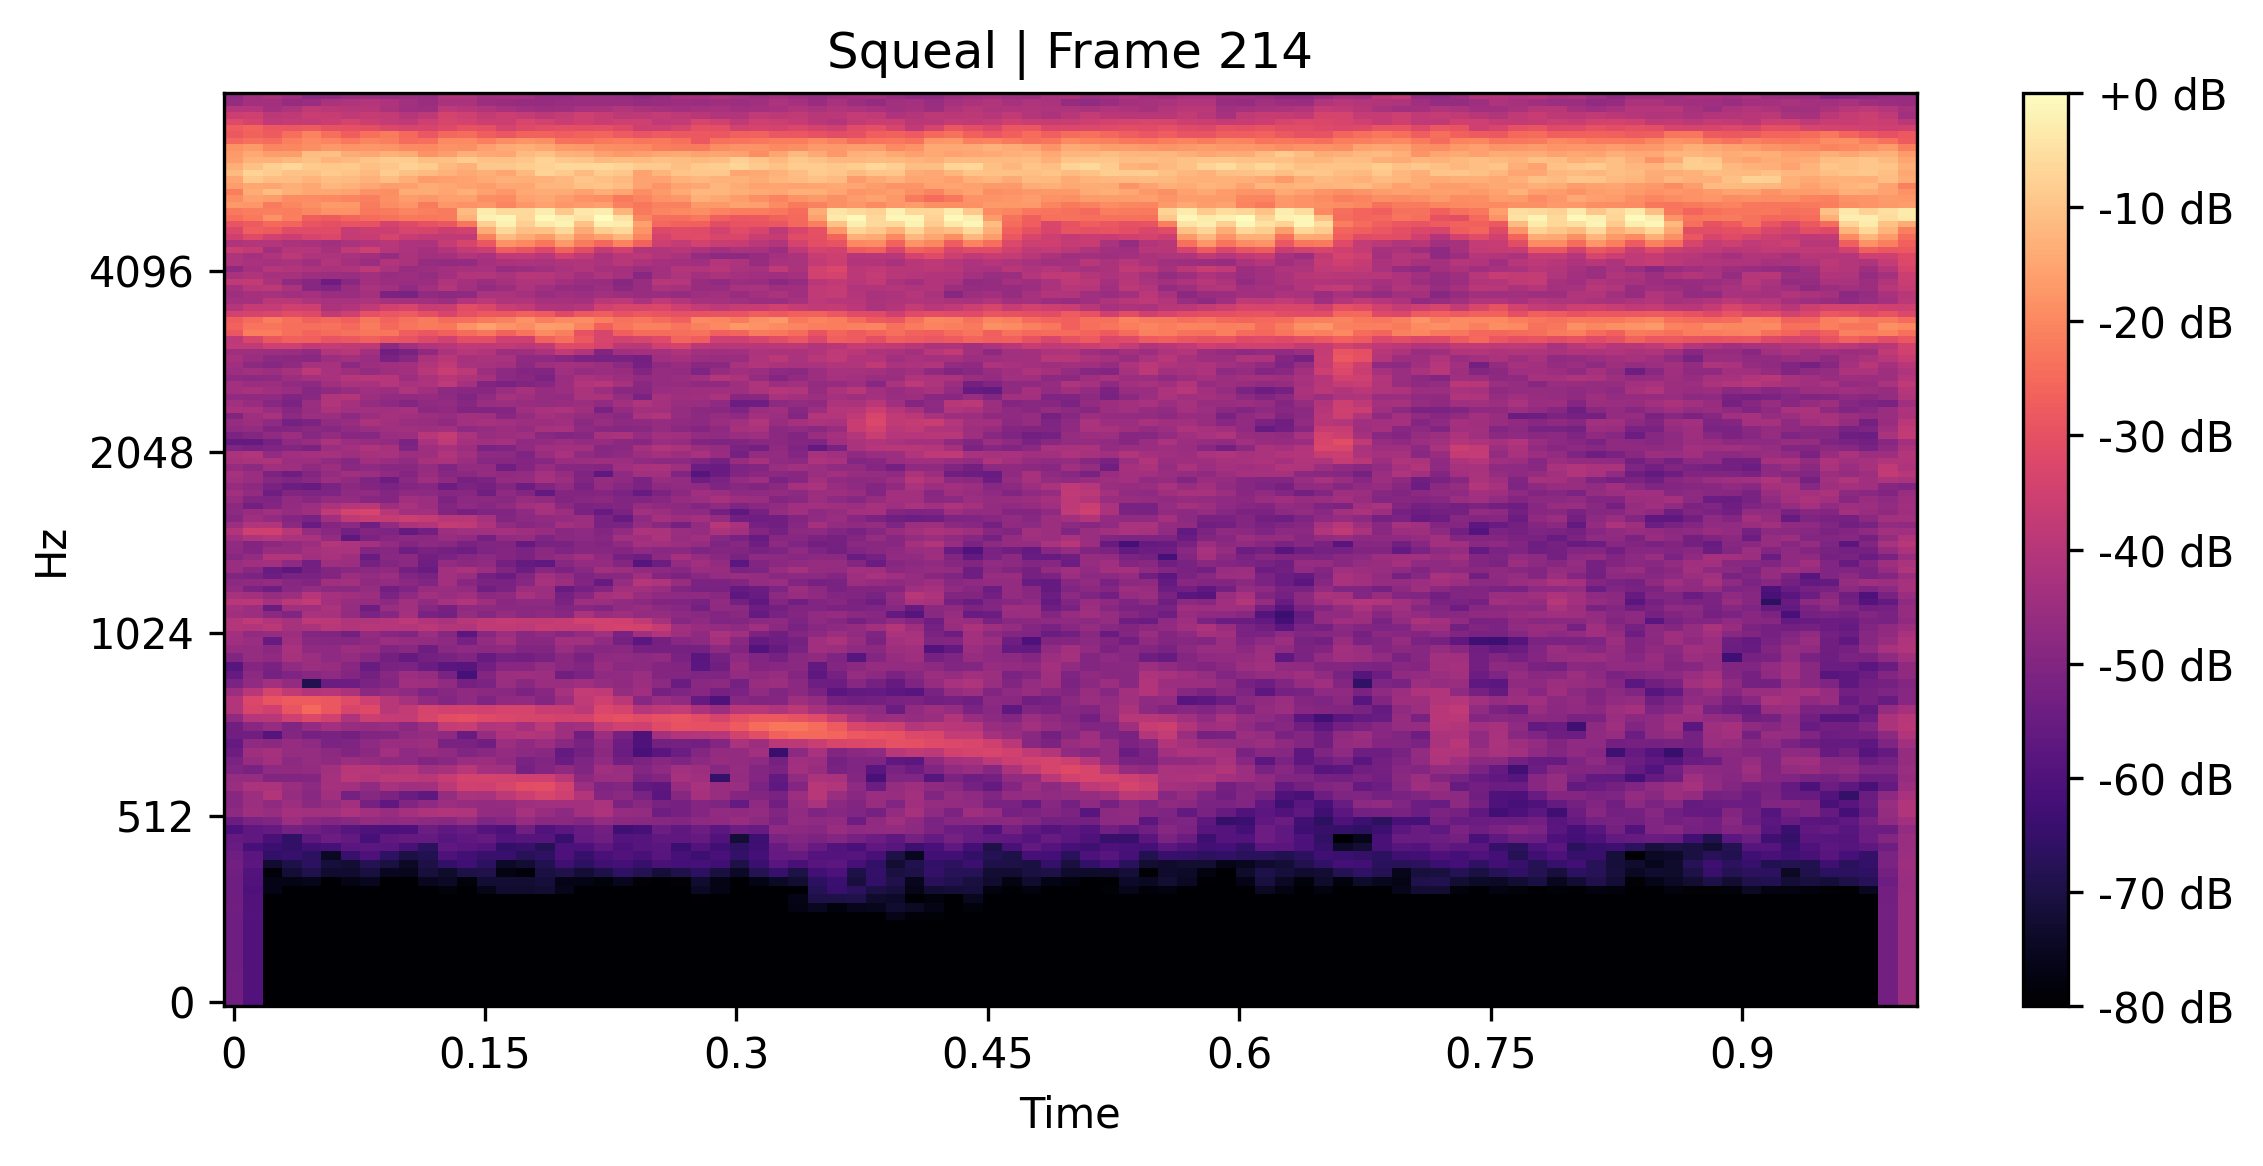 Squeal | Frame 214
+0 dB
-10 dB
-20 dB
-30 dB
-40 dB
-50 dB
-60 dB
-70 dB
-80 dB
Hz
4096
2048
1024
512
0
0 0.15 0.3 0.45 0.6 0.75 0.9
Time